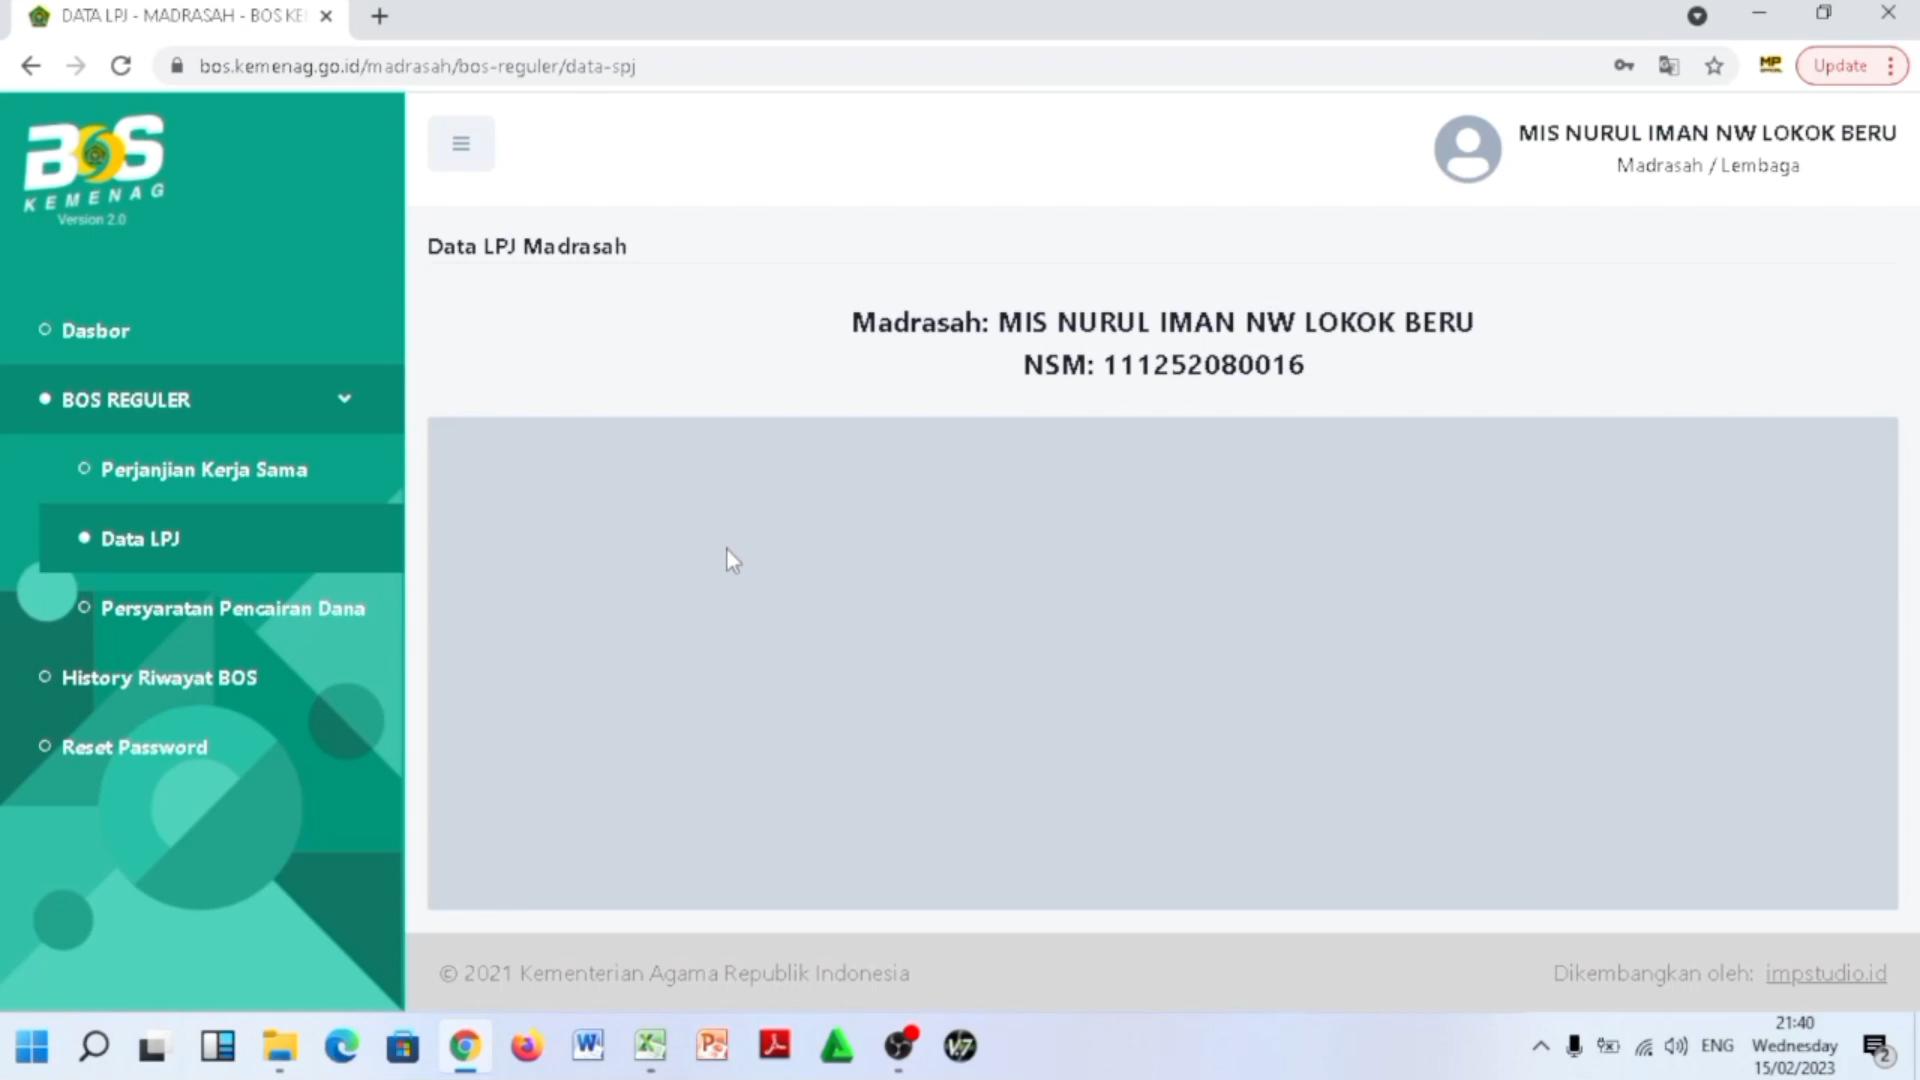 DATA LPJ - MADRASAH - BOS KE
bos.kemenag.go.id/madrasah/bos-reguler/data-spj
MP
Update
BOS
KEMENAG
Version 2.0
MIS NURUL IMAN NW LOKOK BERU
Madrasah / Lembaga
Data LPJ Madrasah
Madrasah: MIS NURUL IMAN NW LOKOK BERU
NSM: 111252080016
Dasbor
BOS REGULER
Perjanjian Kerja Sama
Data LPJ
Persyaratan Pencairan Dana
History Riwayat BOS
Reset Password
© 2021 Kementerian Agama Republik Indonesia
Dikembangkan oleh: impstudio.id
V7
ENG
21:40
Wednesday
15/02/2023
2